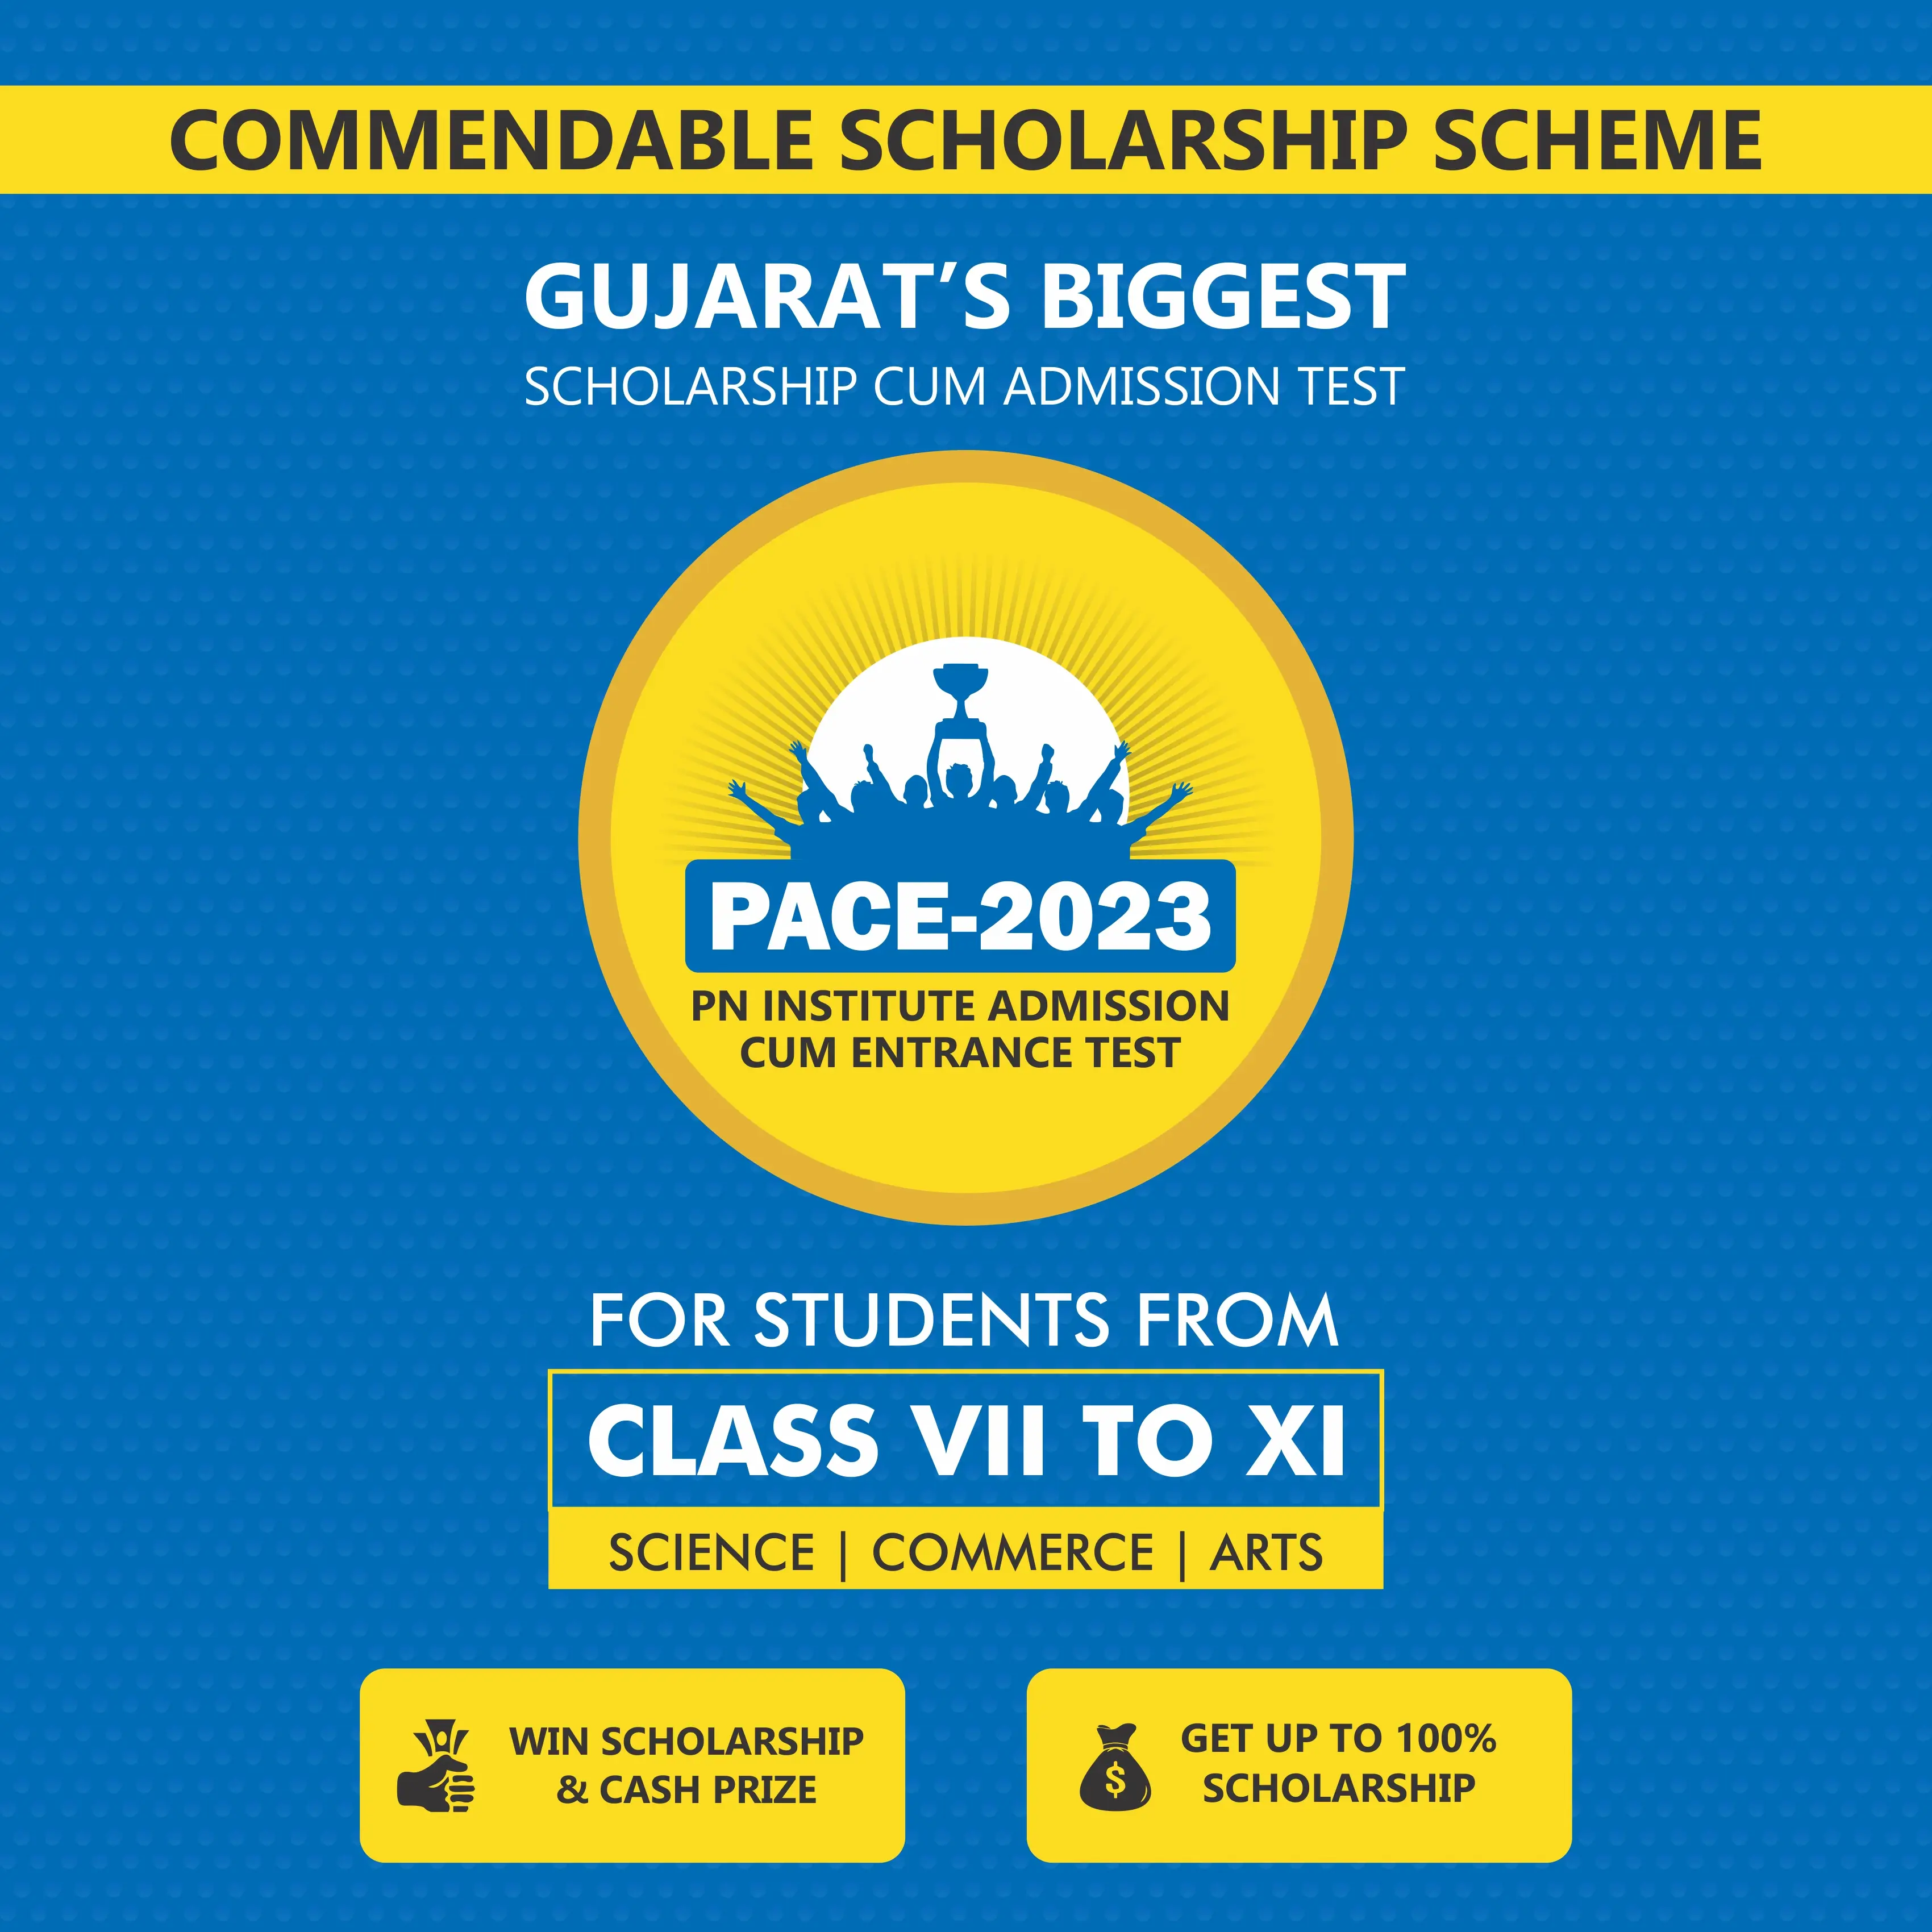 COMMENDABLE SCHOLARSHIP SCHEME
GUJARAT'S BIGGEST
SCHOLARSHIP CUM ADMISSION TEST
PACE-2023
PN INSTITUTE ADMISSION
CUM ENTRANCE TEST
FOR STUDENTS FROM
CLASS VII TO XI
SCIENCE | COMMERCE | ARTS
WIN SCHOLARSHIP
& CASH PRIZE
$
GET UP TO 100%
SCHOLARSHIP